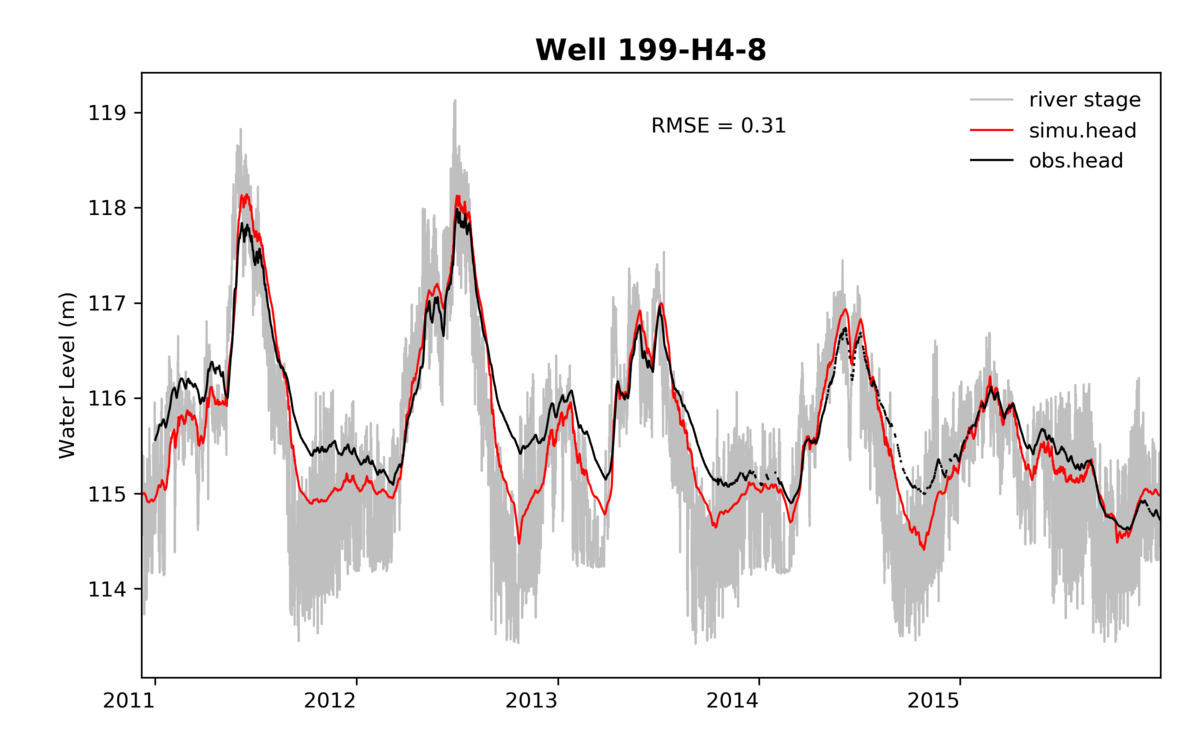 Well 199-H4-8
RMSE = 0.31
river stage
simu.head
obs.head
Water Level (m)
119
118
117
116
115
114
2011 2012 2013 2014 2015